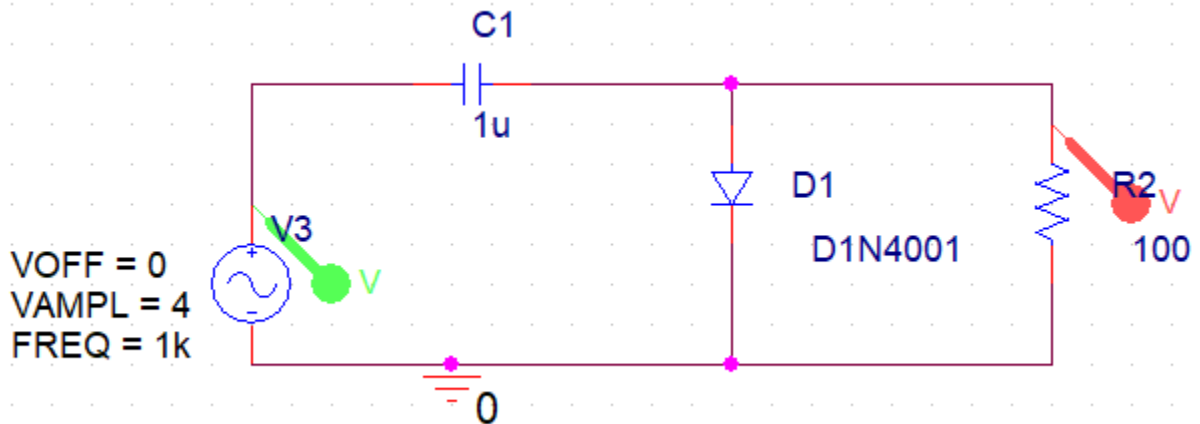 C1
1u
V3
V
VOFF = 0
VAMPL = 4
FREQ = 1k
D1
D1N4001
R2
V
100
0